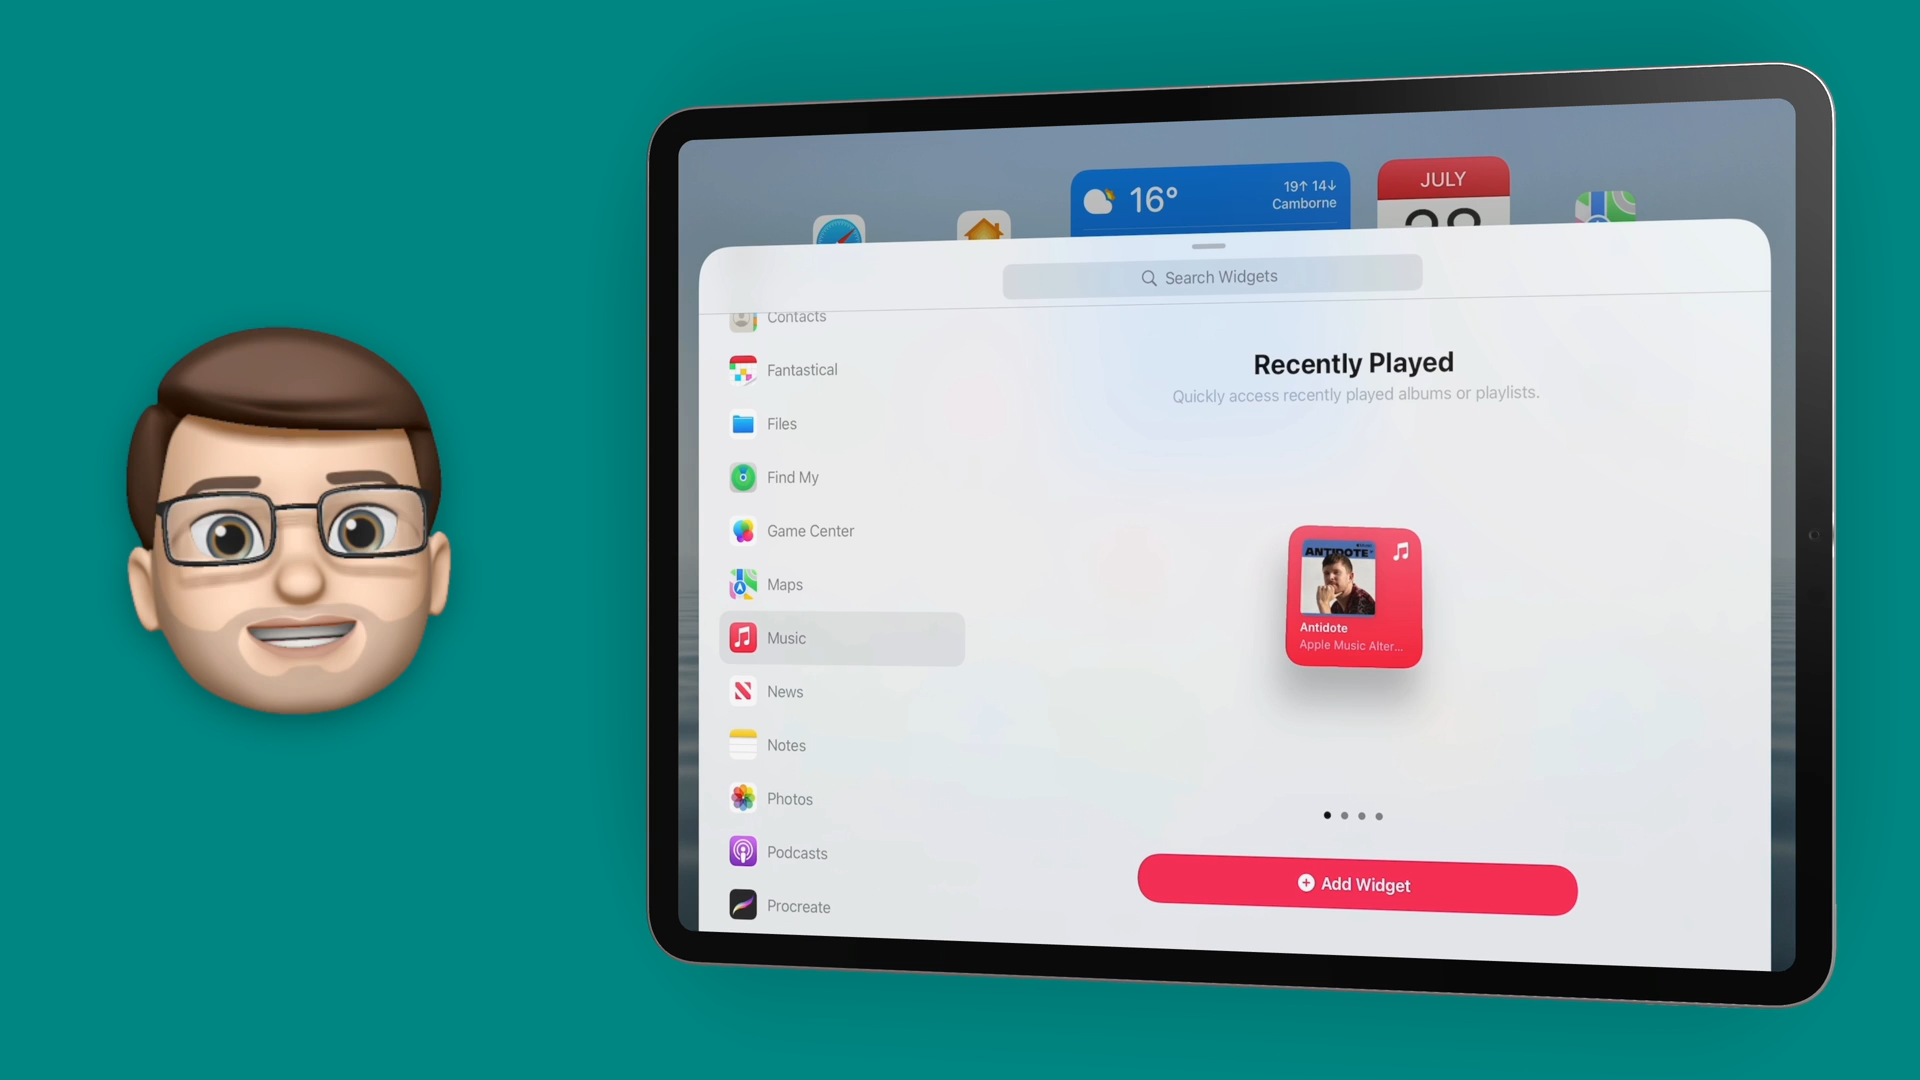 16°
19↑ 14↓
Camborne
JULY
Search Widgets
Contacts
Fantastical
Files
Find My
Game Center
Maps
Music
News
Notes
Photos
Podcasts
Procreate
Recently Played
Quickly access recently played albums or playlists.
ANTIDOTE
Antidote
Apple Music Alter...
Add Widget